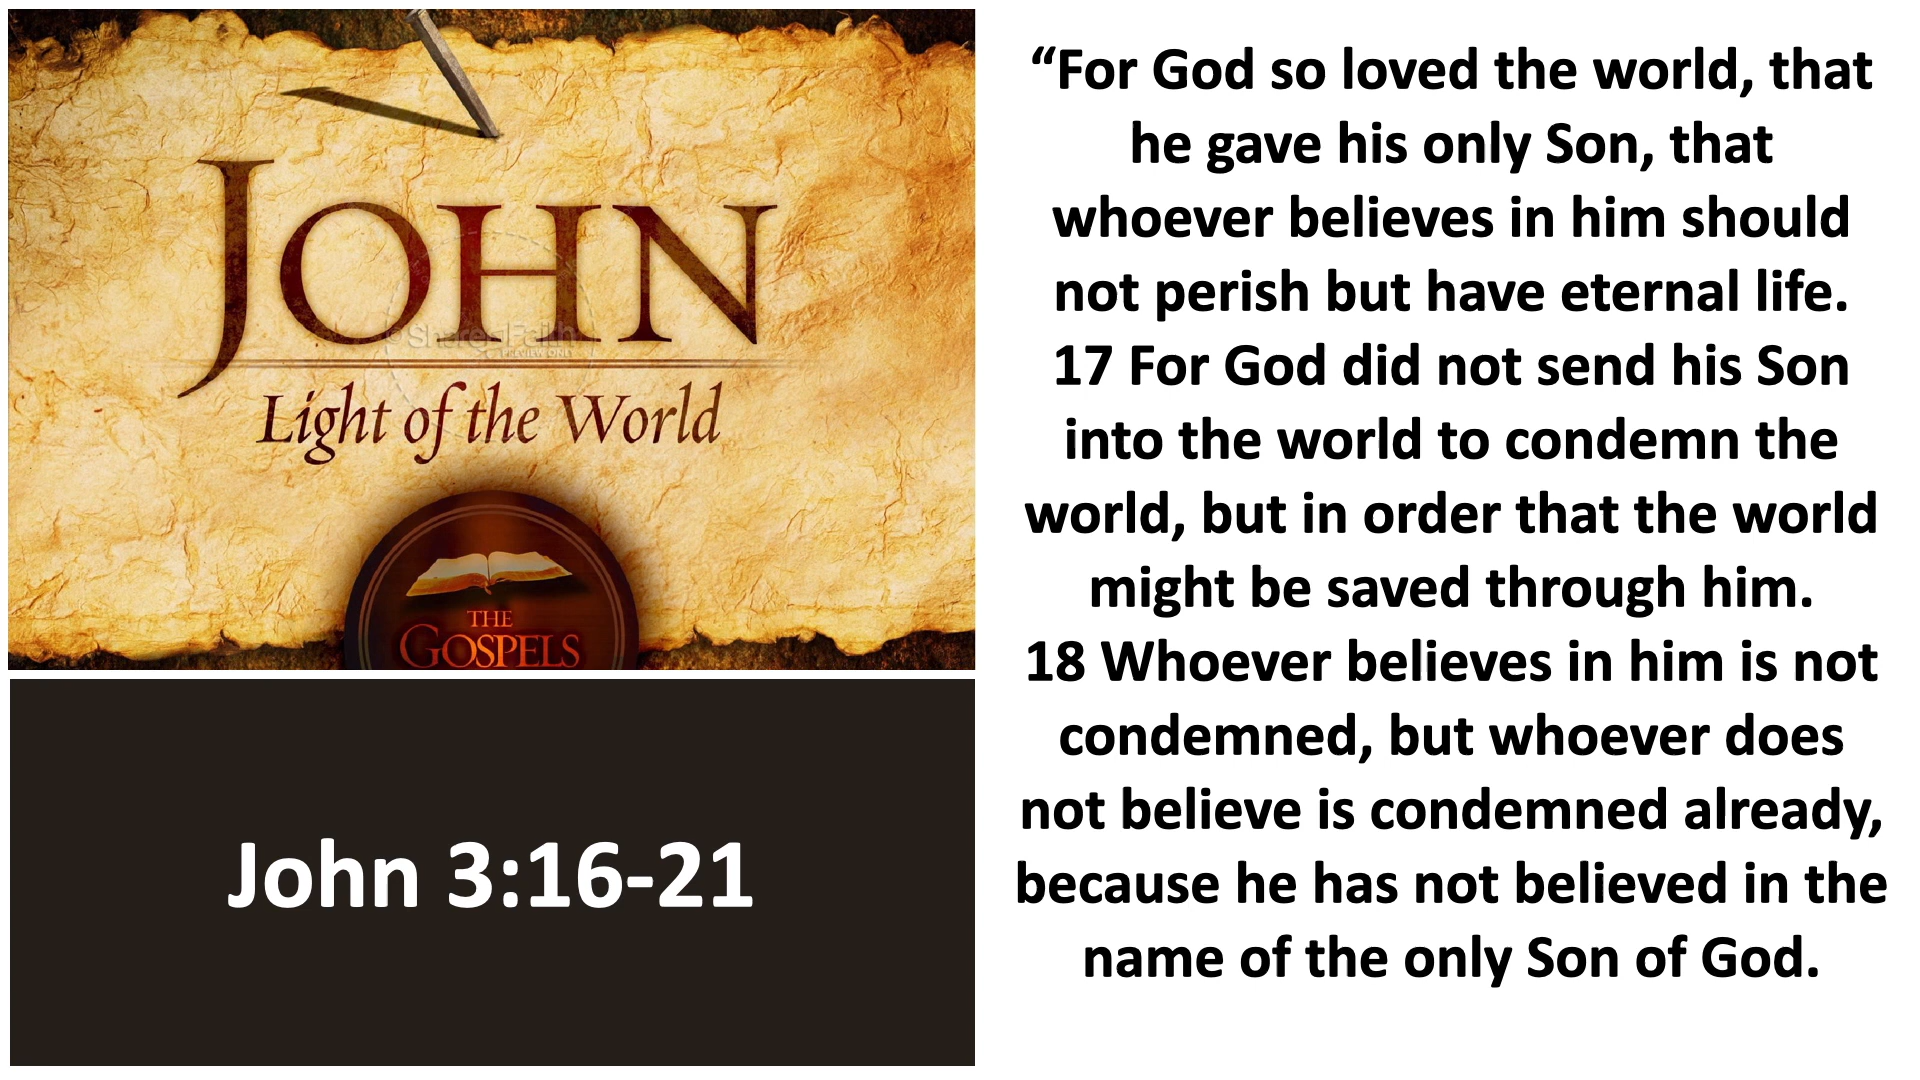 JOHN
©ShareFaith
PREVIEW ONLY
Light of the World
THE
GOSPELS
John 3:16-21
“For God so loved the world, that
he gave his only Son, that
whoever believes in him should
not perish but have eternal life.
17 For God did not send his Son
into the world to condemn the
world, but in order that the world
might be saved through him.
18 Whoever believes in him is not
condemned, but whoever does
not believe is condemned already,
because he has not believed in the
name of the only Son of God.